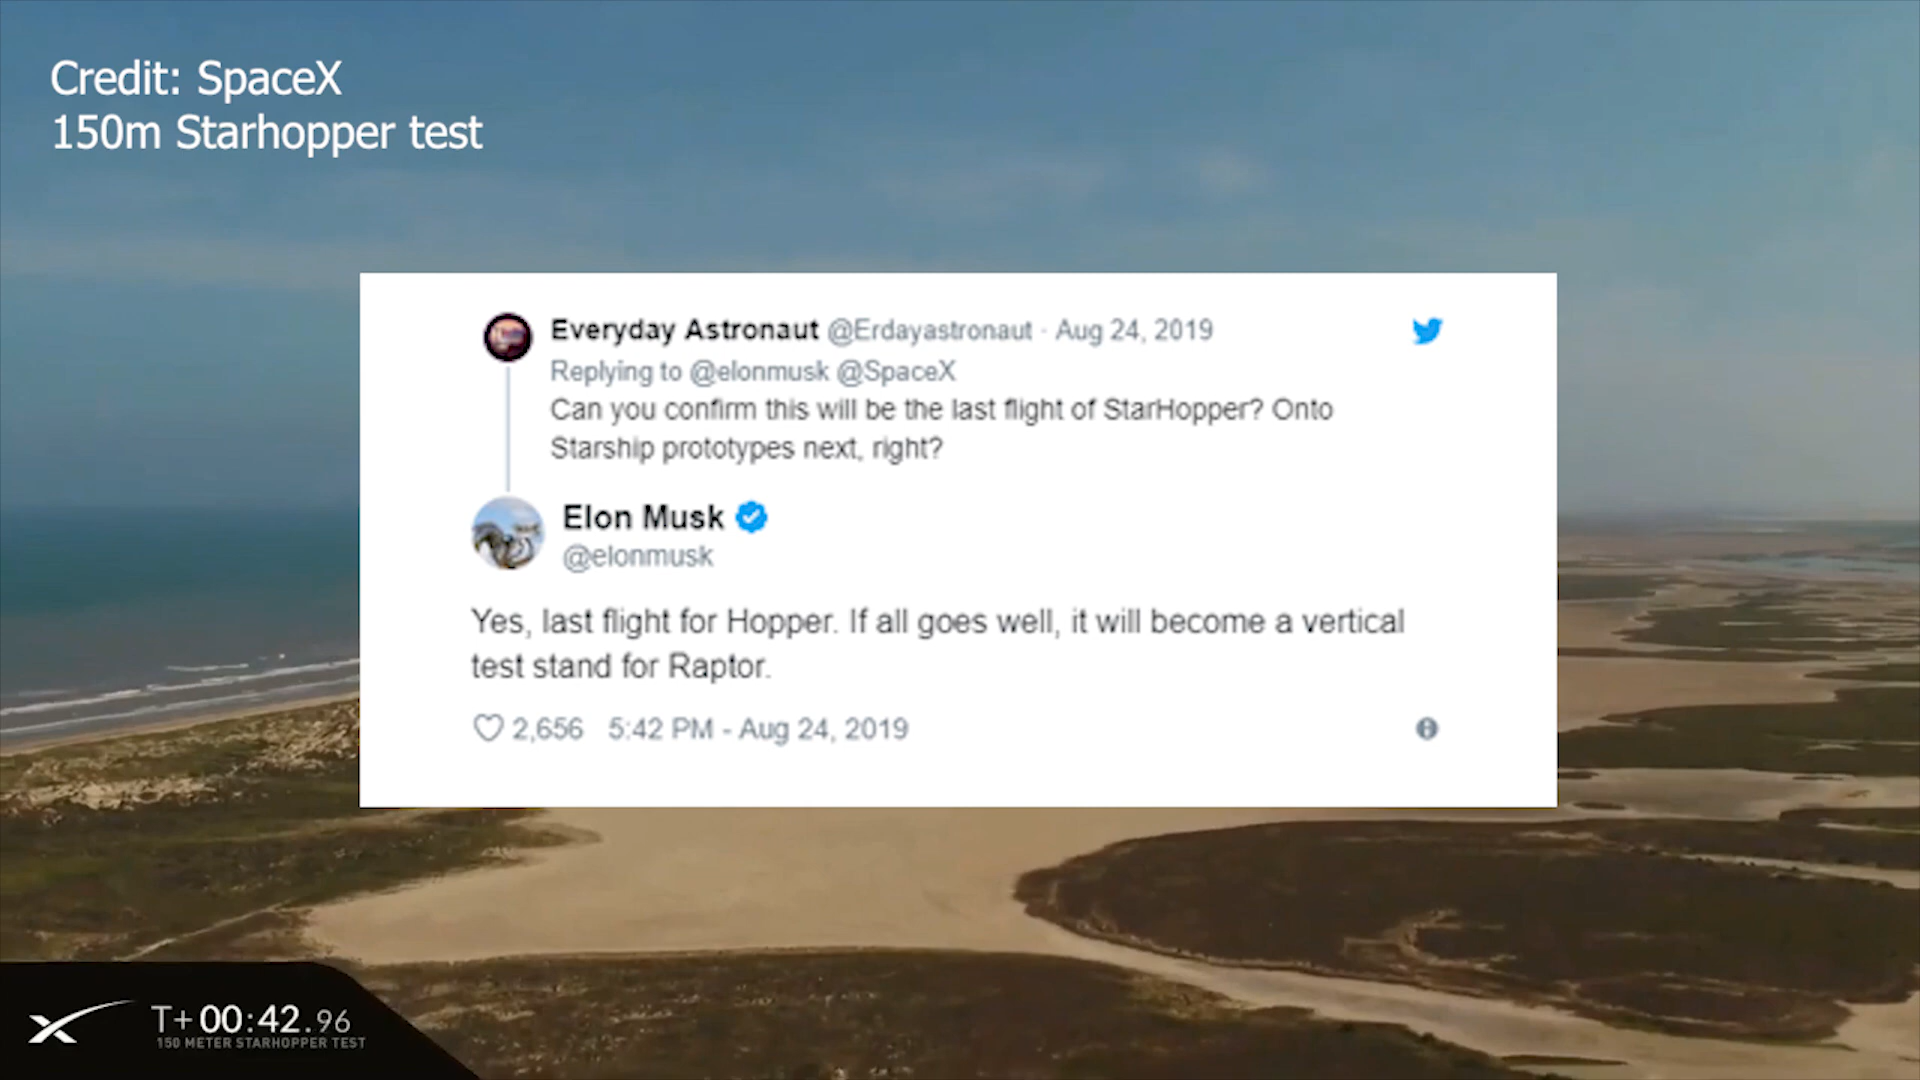 Credit: SpaceX
150m Starhopper test
Everyday Astronaut @Erdayastronaut · Aug 24, 2019
Replying to @elonmusk @SpaceX
Can you confirm this will be the last flight of StarHopper? Onto
Starship prototypes next, right?
Elon Musk
@elonmusk
Yes, last flight for Hopper. If all goes well, it will become a vertical
test stand for Raptor.
2,656 5:42 PM - Aug 24, 2019
T+00:42.96
150 METER STARHOPPER TEST